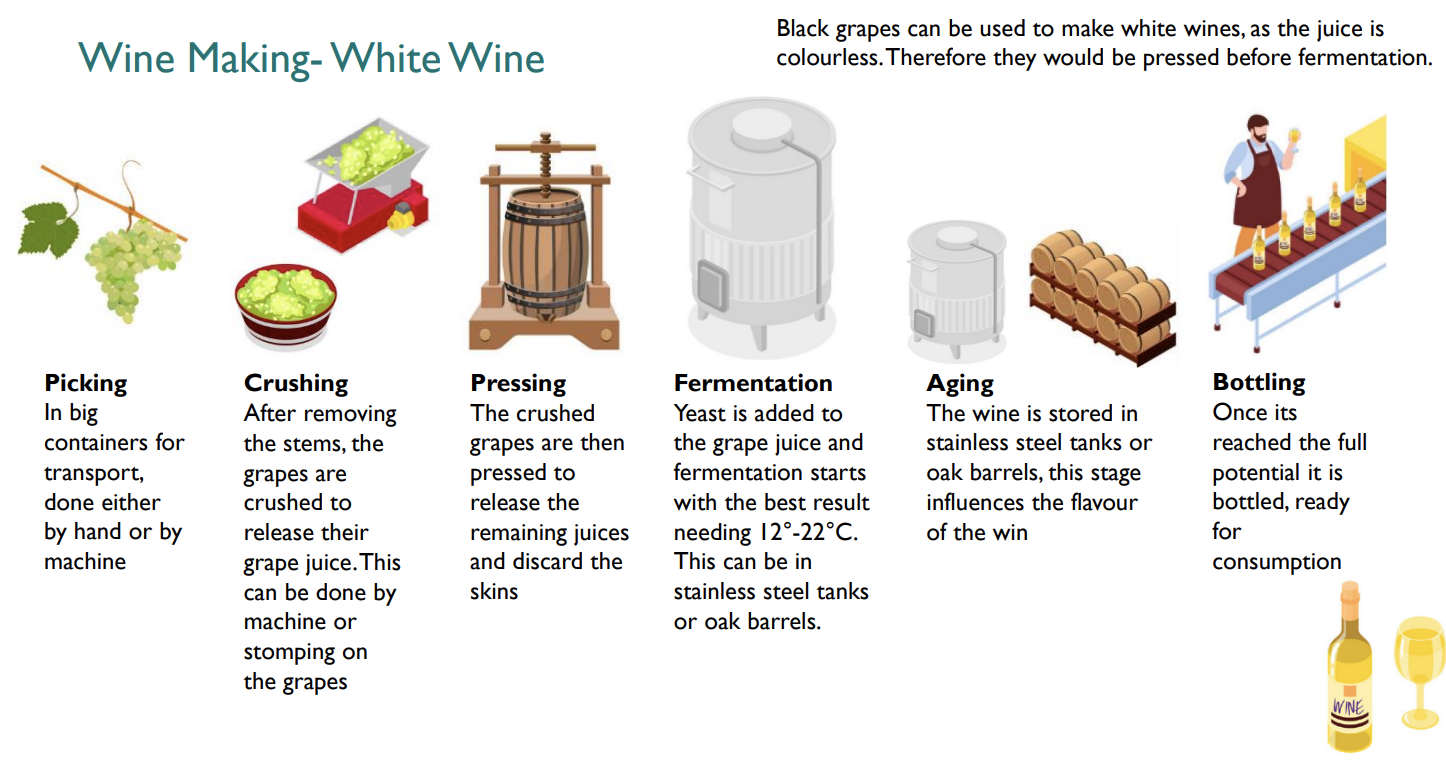 Wine Making- White Wine
Black grapes can be used to make white wines, as the juice is
colourless. Therefore they would be pressed before fermentation.
Picking
In big
containers for
transport,
done either
by hand or by
machine
Crushing
After removing
the stems, the
grapes are
crushed to
release their
grape juice. This
can be done by
machine or
stomping on
the grapes
Pressing
The crushed
grapes are then
pressed to
release the
remaining juices
and discard the
skins
Fermentation
Yeast is added to
the grape juice and
fermentation starts
with the best result
needing 12°-22°C.
This can be in
stainless steel tanks
or oak barrels.
Aging
The wine is stored in
stainless steel tanks or
oak barrels, this stage
influences the flavour
of the win
Bottling
Once its
reached the full
potential it is
bottled, ready
for
consumption
WINE